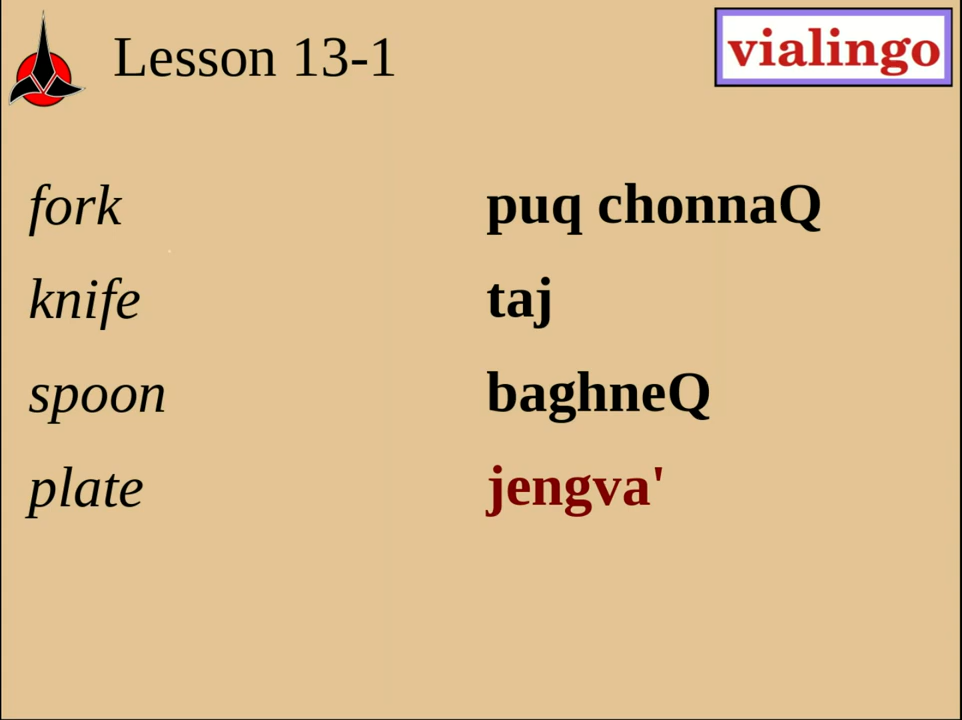 Lesson 13-1
vialingo
fork puq chonnaQ
knife taj
spoon baghneQ
plate jengva'